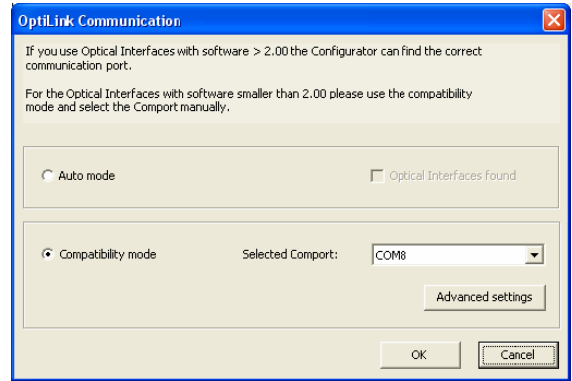 OptiLink Communication
If you use Optical Interfaces with software > 2.00 the Configurator can find the correct
communication port.
For the Optical Interfaces with software smaller than 2.00 please use the compatibility
mode and select the Comport manually.
Auto mode
Optical Interfaces found
Compatibility mode
Selected Comport:
COM8
Advanced settings
OK
Cancel